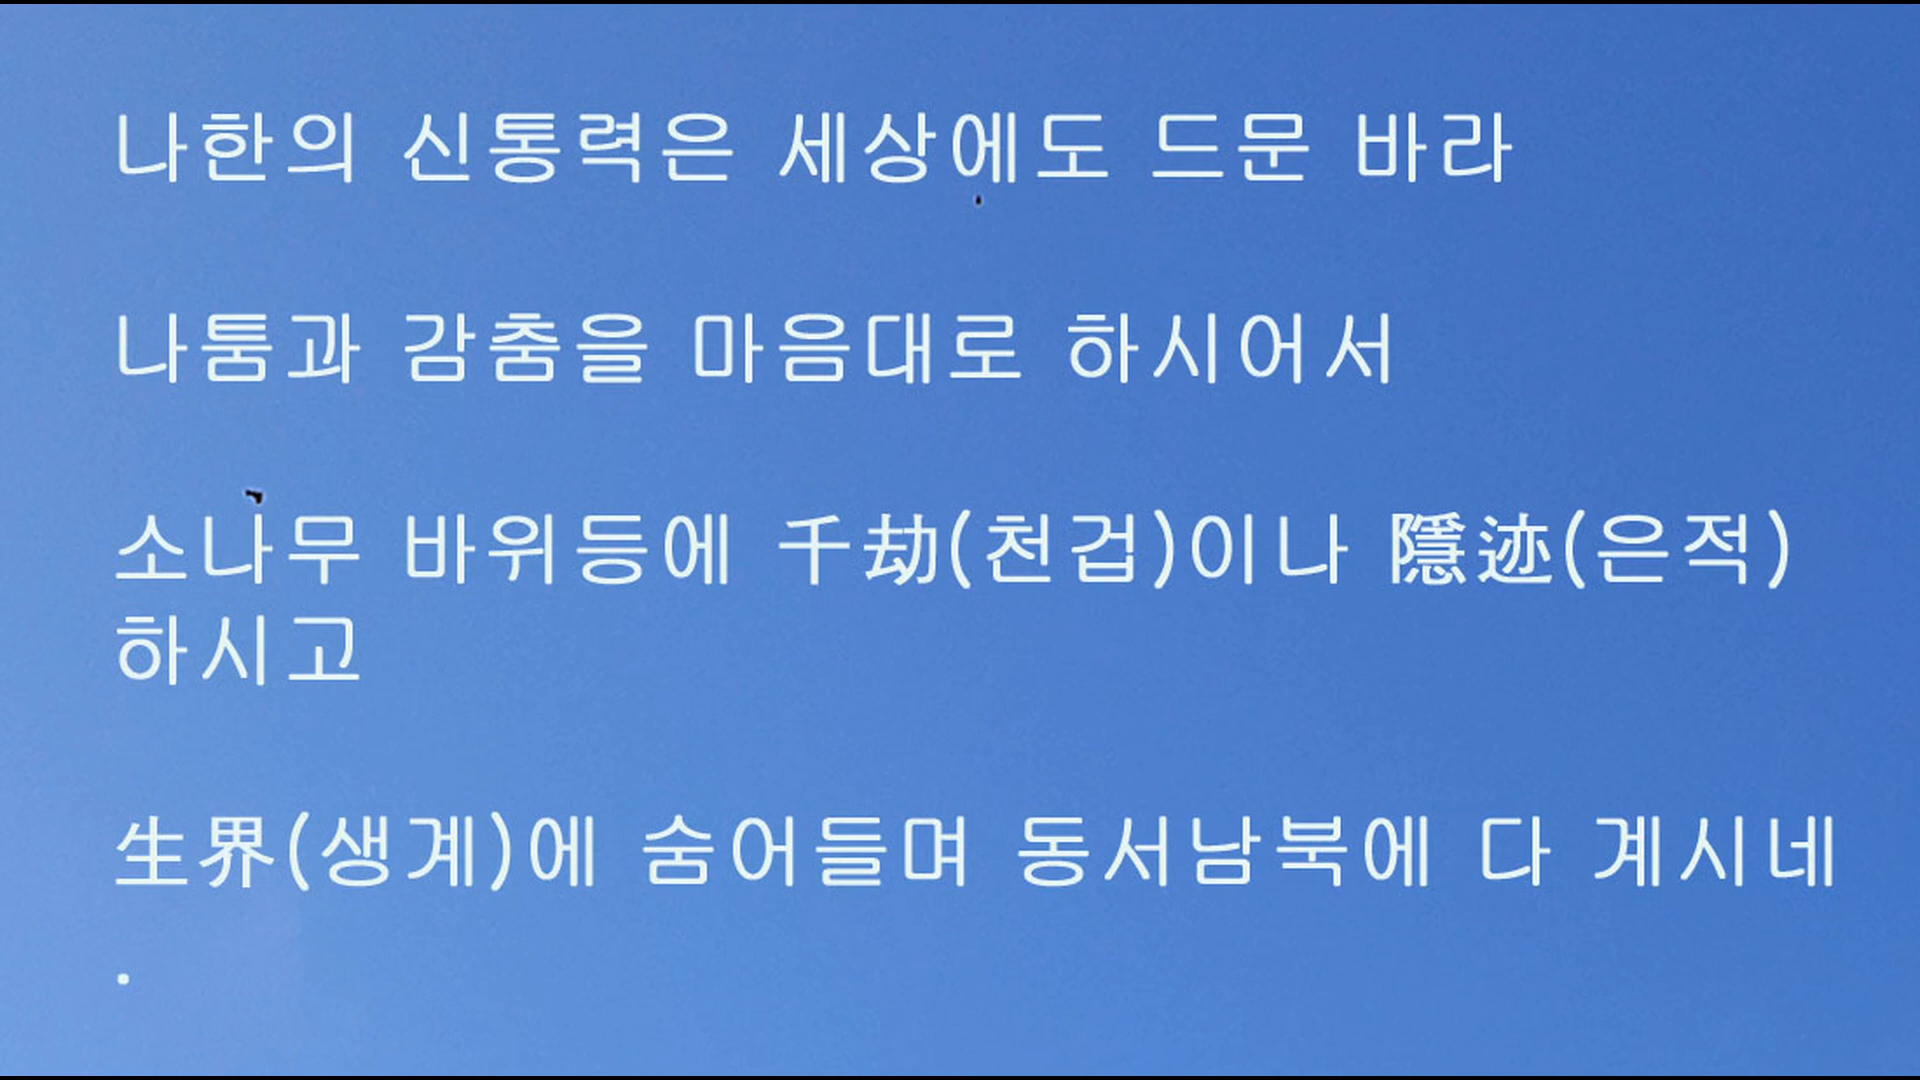 나한의 신통력은 세상에도 드문 바라
나툼과 감춤을 마음대로 하시어서
소나무 바위등에 千劫(천겁)이나 隱迹(은적)
하시고
生界(생계)에 숨어들며 동서남북에 다 계시네
.